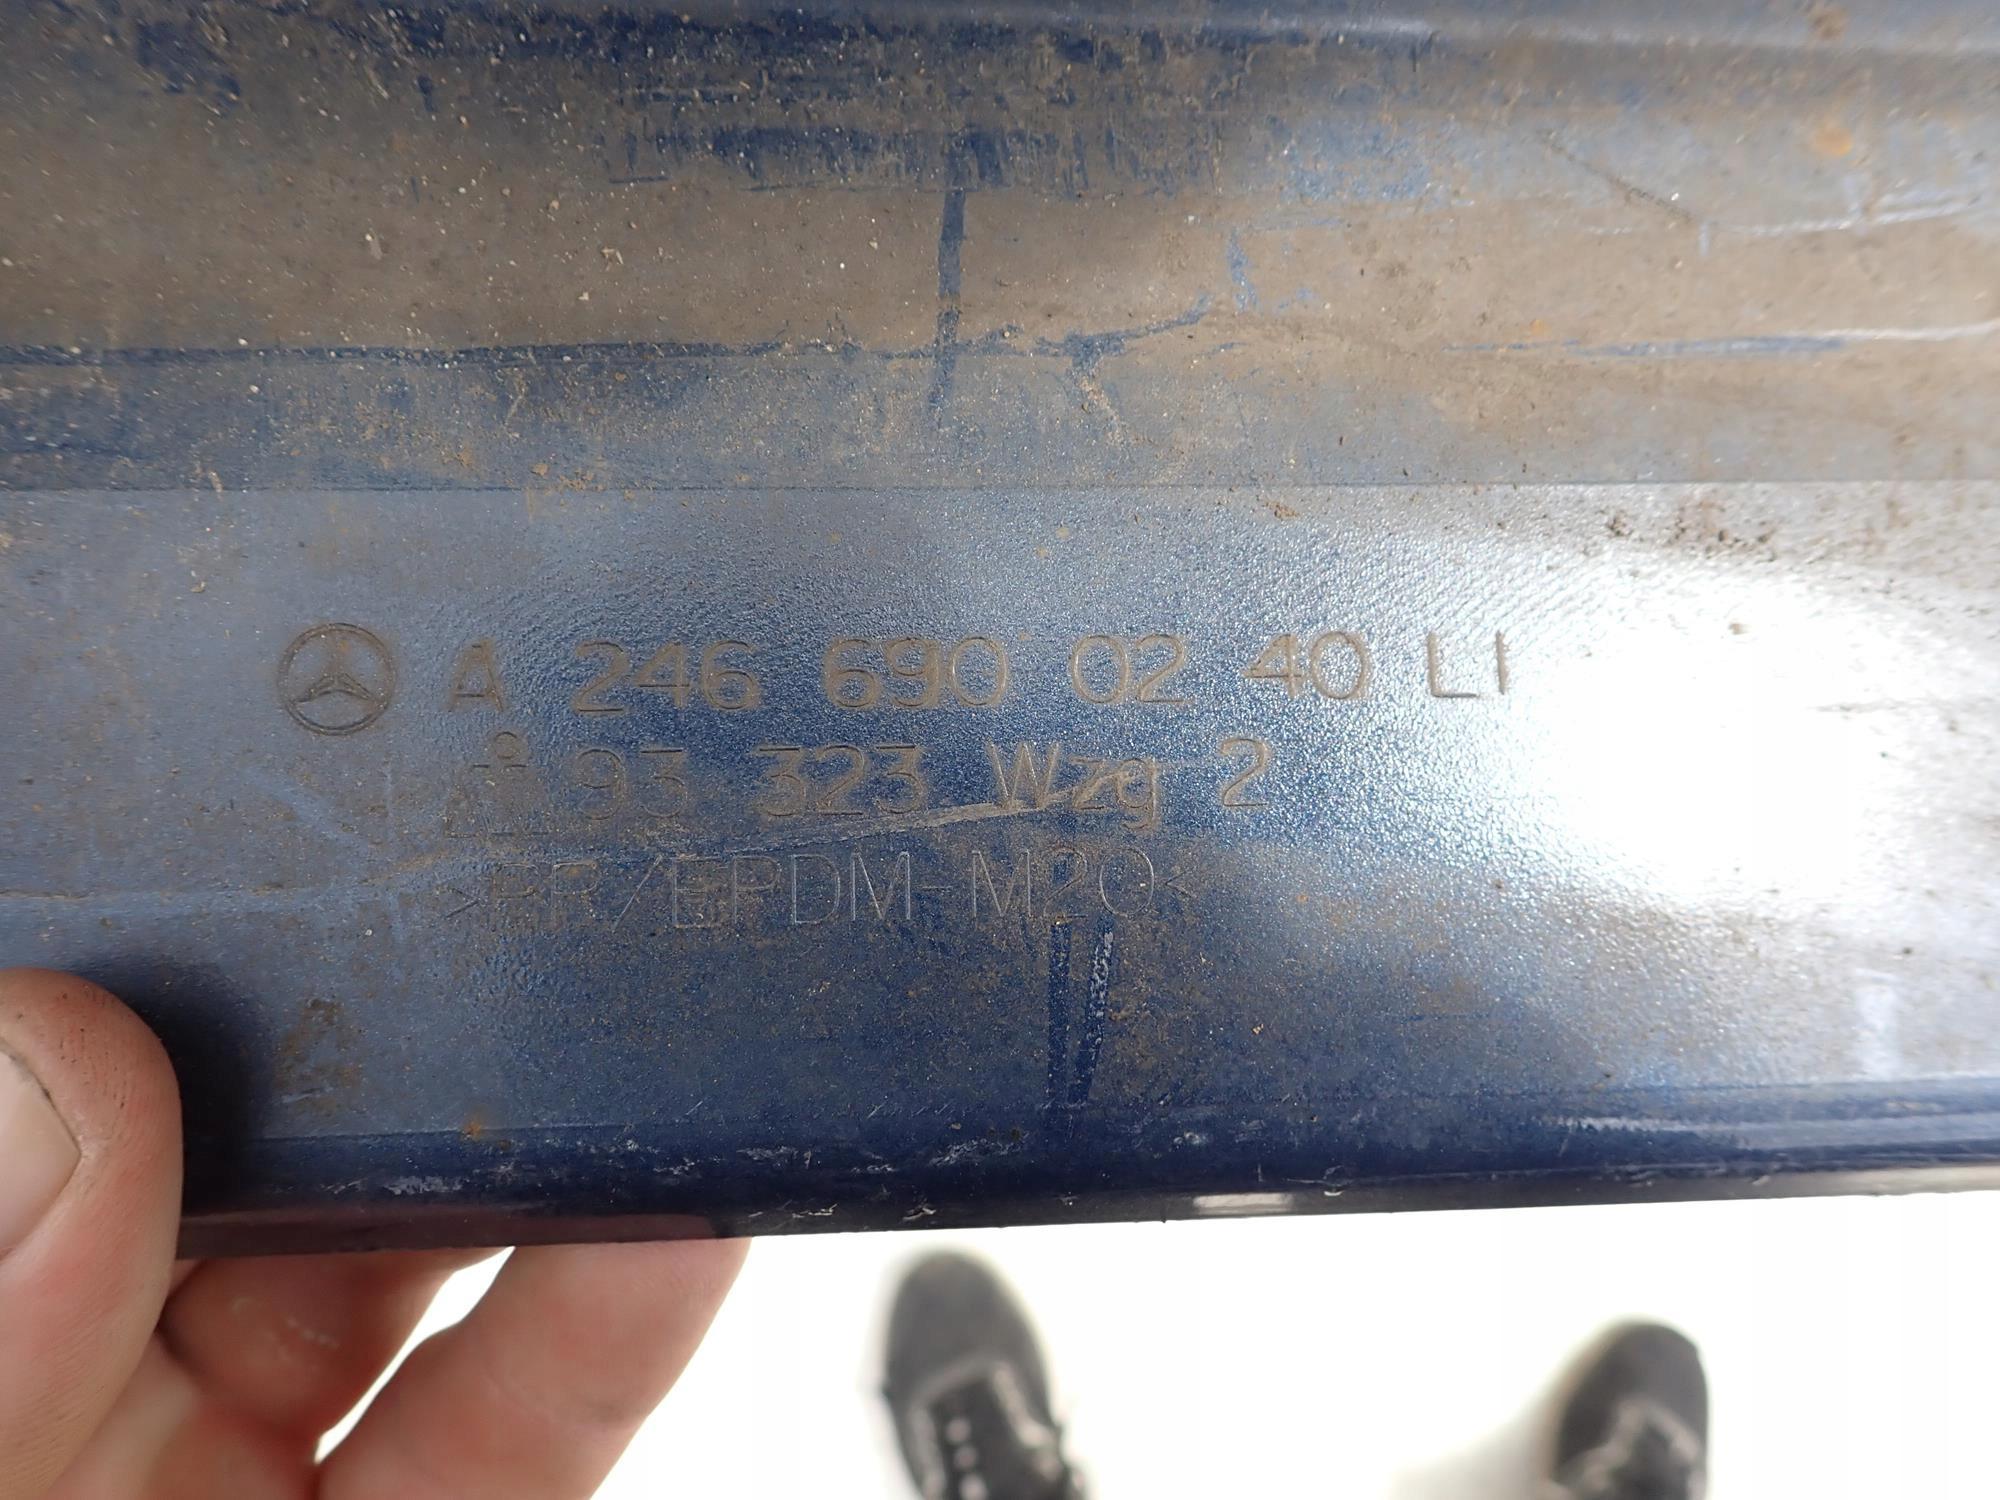 A 246 690 02 40 LI
93 323 Wzg 2
>PP/EPDM-M20<